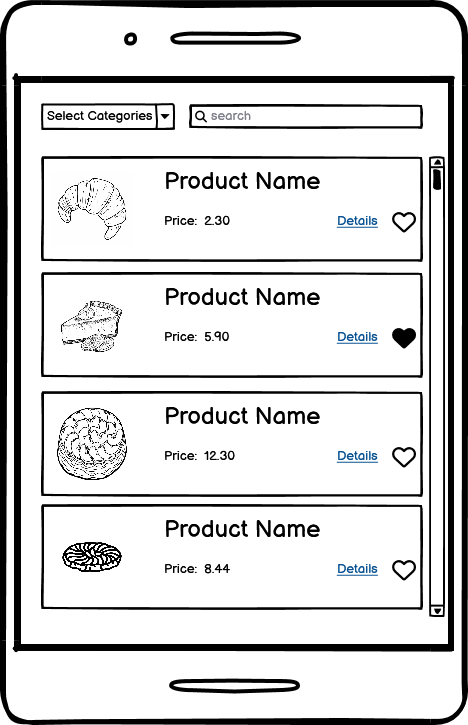 Select Categories
search
Product Name
Price: 2.30
Details
Product Name
Price: 5.90
Details
Product Name
Price: 12.30
Details
Product Name
Price: 8.44
Details